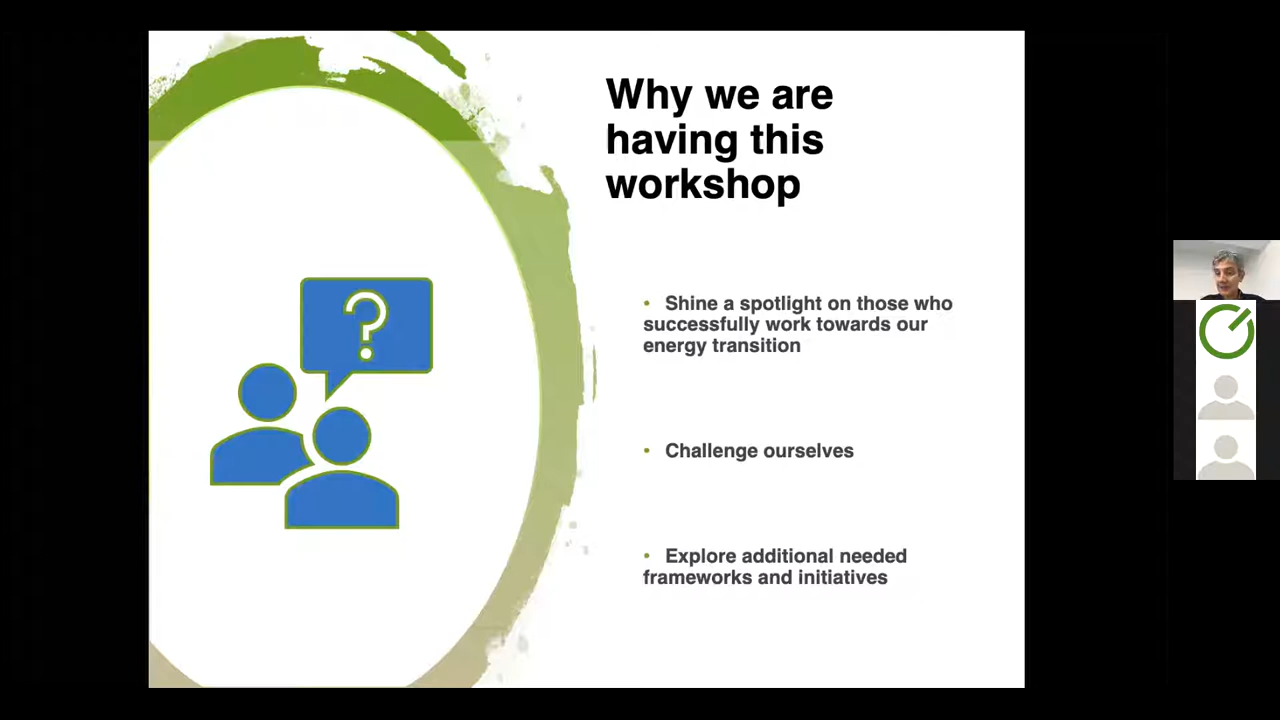 Why we are
having this
workshop
• Shine a spotlight on those who
successfully work towards our
energy transition
• Challenge ourselves
• Explore additional needed
frameworks and initiatives
?